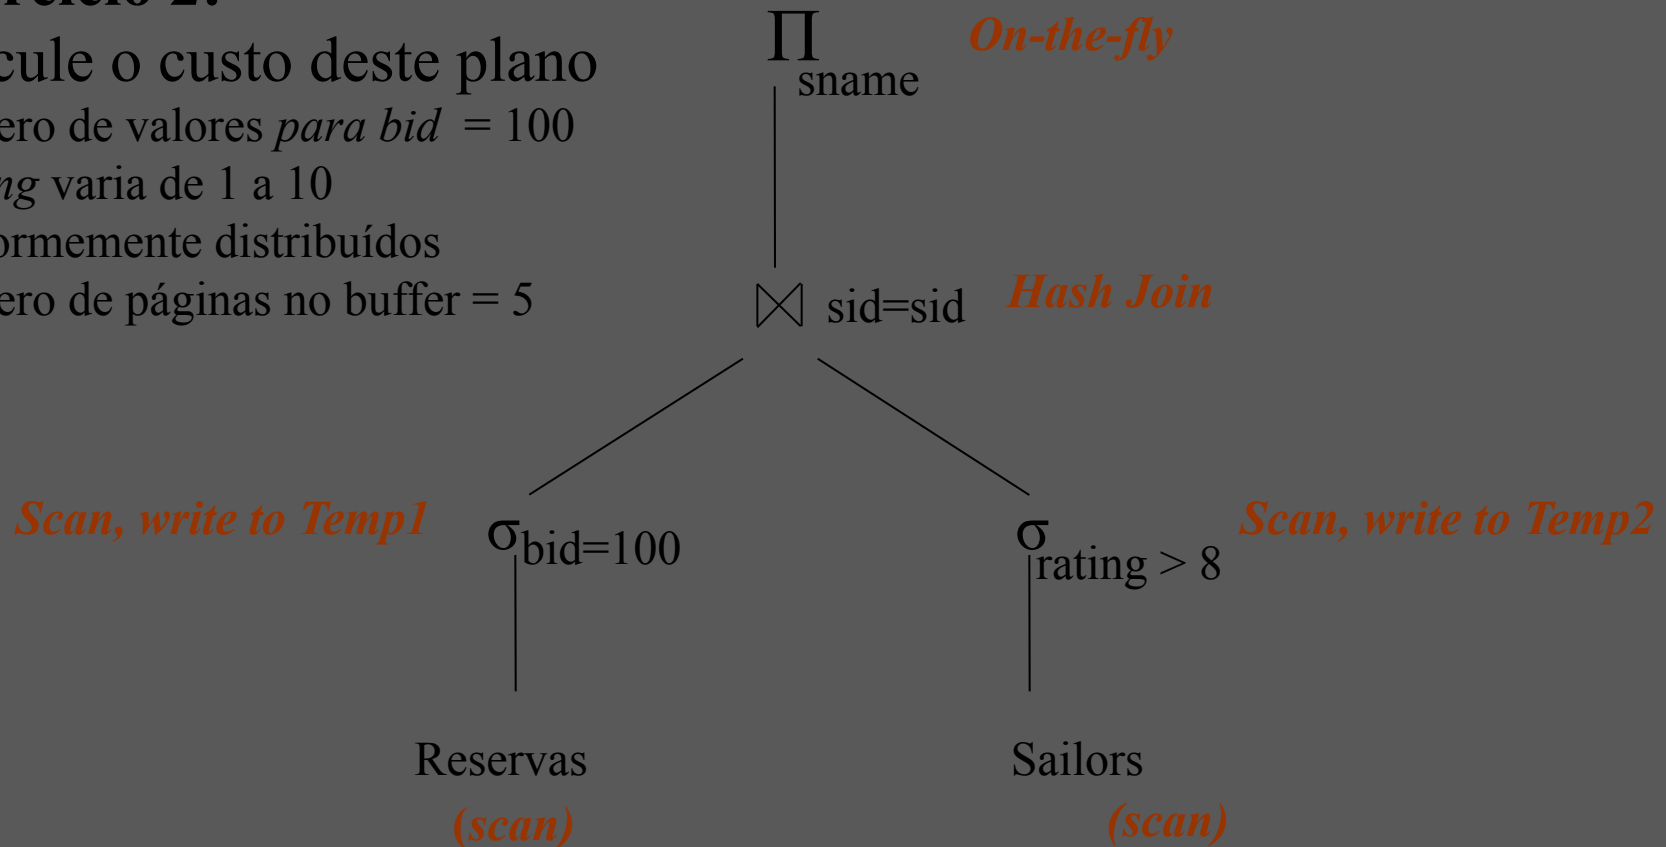 cule o custo deste plano
ero de valores para bid = 100
ng varia de 1 a 10
ormemente distribuídos
ero de páginas no buffer = 5
Π sname
On-the-fly
⋈ sid=sid
Hash Join
Scan, write to Temp1
σ bid=100
σ rating > 8
Scan, write to Temp2
Reservas
Sailors
(scan)
(scan)